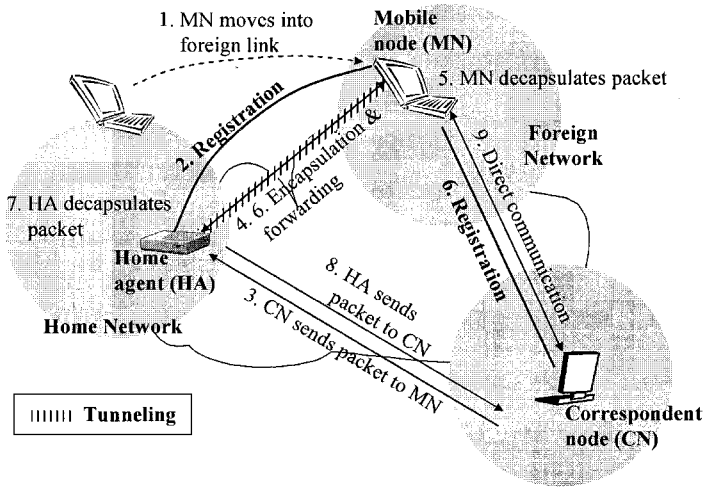 1. MN moves into
foreign link
Mobile
node (MN)
5. MN decapsulates packet
2. Registration
4. 6. Encapsulation &
forwarding
Foreign
Network
9. Direct communication
6. Registration
7. HA decapsulates
packet
Home
agent (HA)
Home Network
8. HA sends
packet to CN
3. CN sends packet to MN
Tunneling
Correspondent
node (CN)